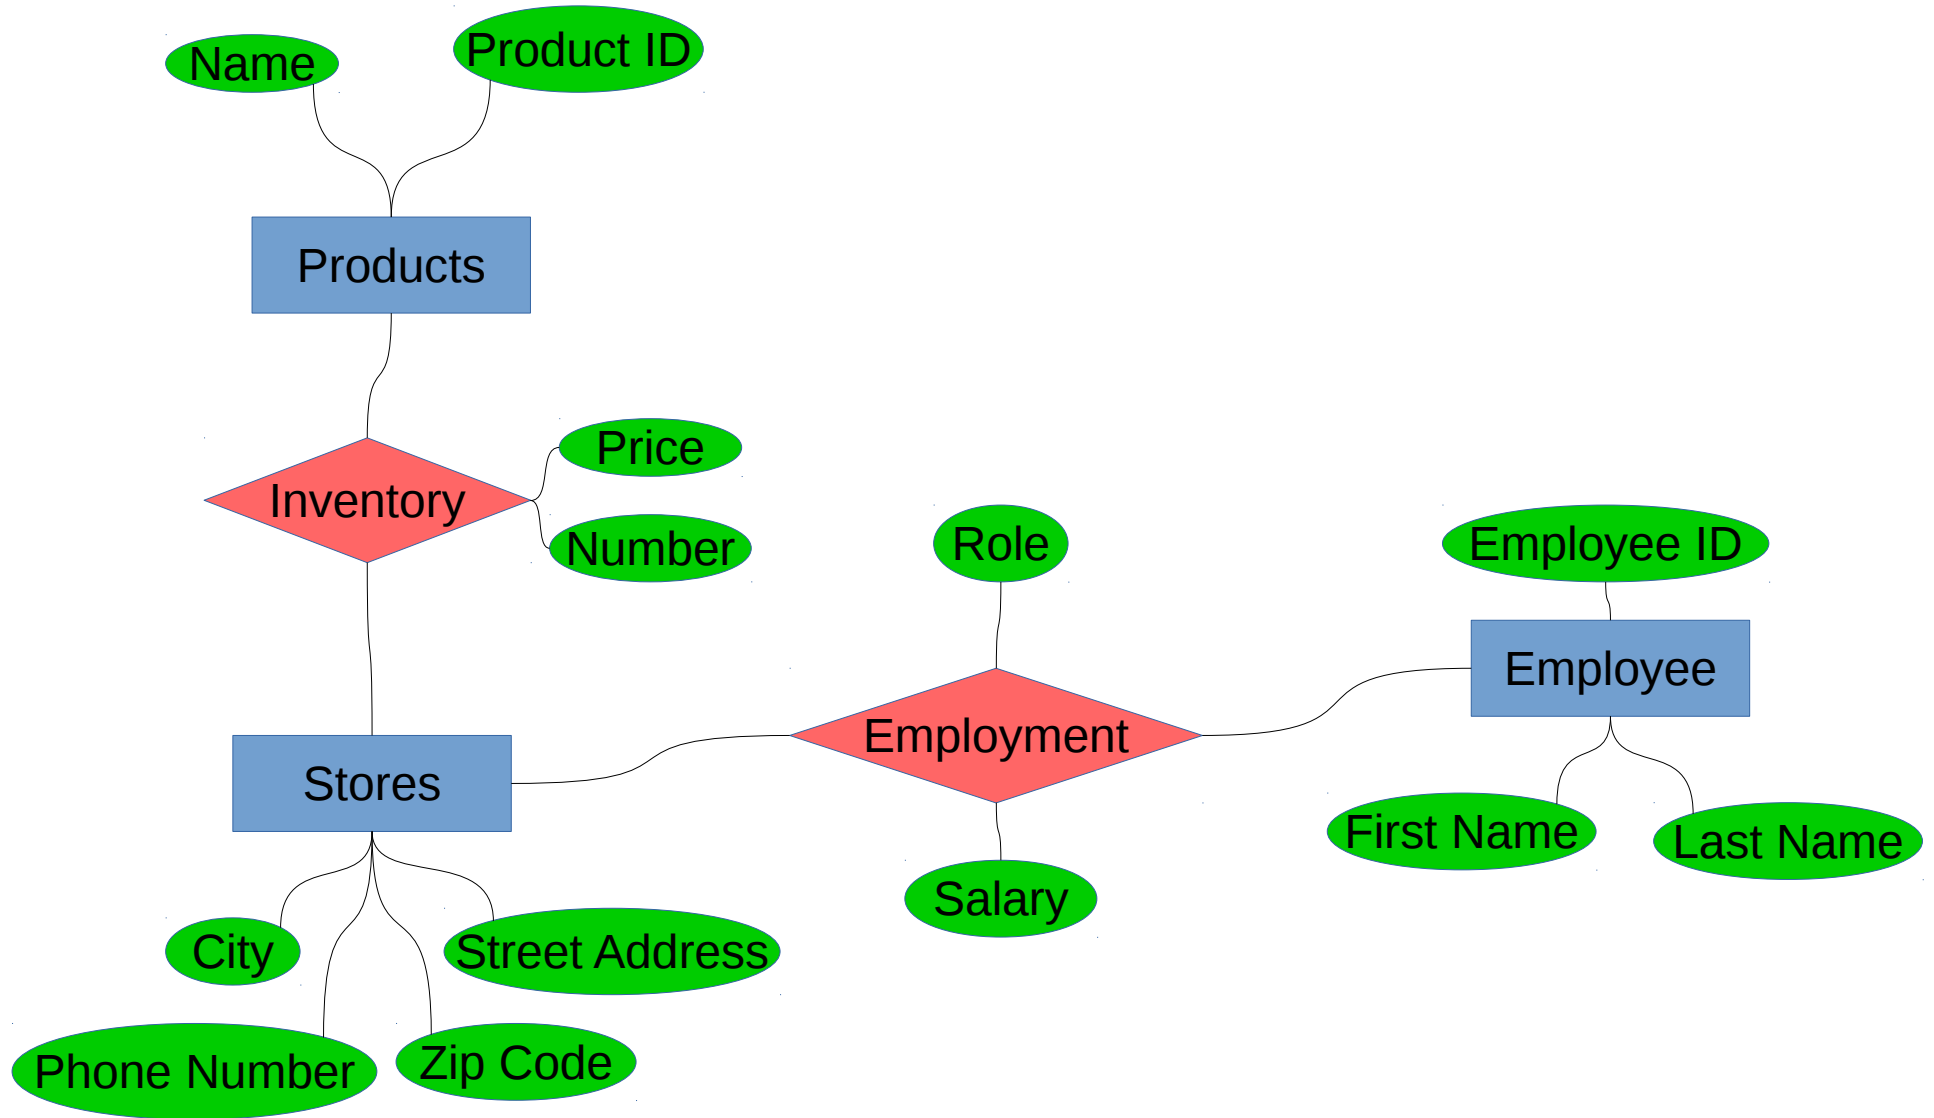 Name
Product ID
Products
Price
Inventory
Number
Role
Employee ID
Employee
Employment
Stores
First Name
Last Name
Salary
City
Street Address
Phone Number
Zip Code